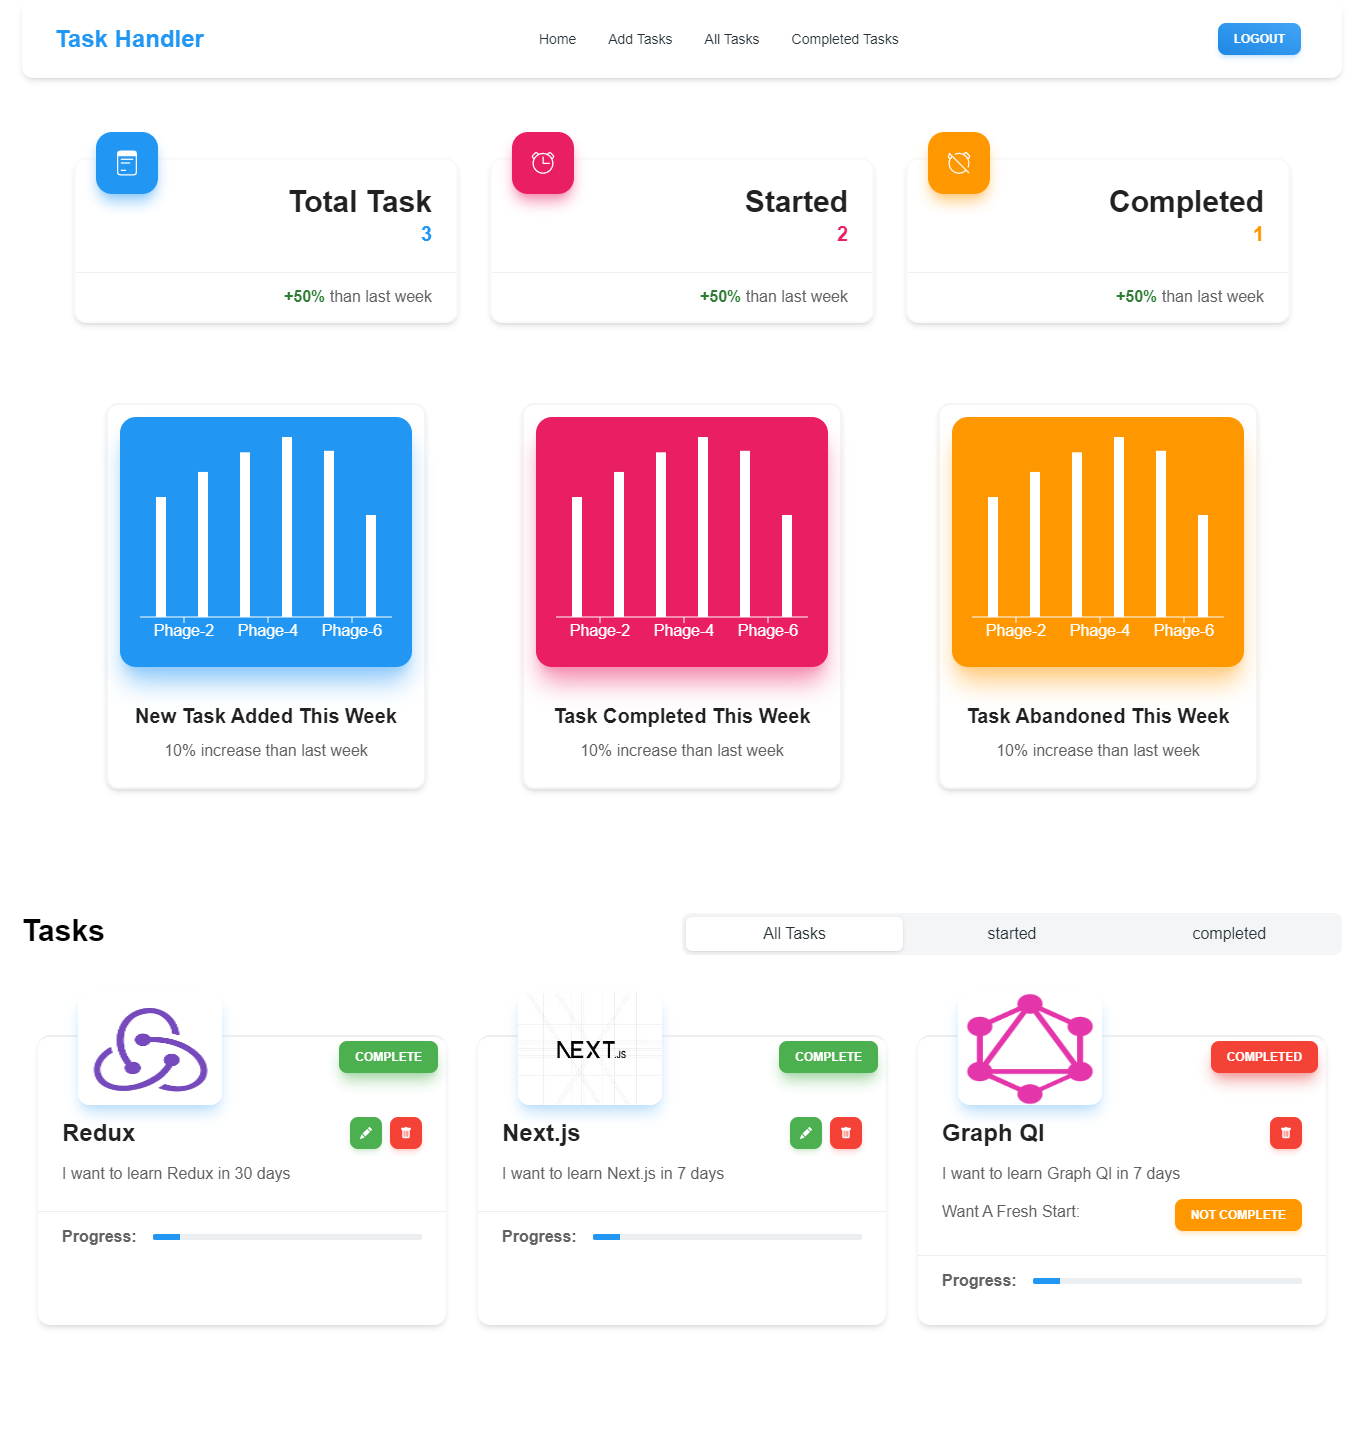 Task Handler
Home
Add Tasks
All Tasks
Completed Tasks
LOGOUT
Total Task
3
+50% than last week
Started
2
+50% than last week
Completed
1
+50% than last week
Phage-2 Phage-4 Phage-6
New Task Added This Week
10% increase than last week
Phage-2 Phage-4 Phage-6
Task Completed This Week
10% increase than last week
Phage-2 Phage-4 Phage-6
Task Abandoned This Week
10% increase than last week
Tasks
All Tasks
started
completed
COMPLETE
Redux
I want to learn Redux in 30 days
Progress:
NEXT.JS
COMPLETE
Next.js
I want to learn Next.js in 7 days
Progress:
COMPLETED
Graph Ql
I want to learn Graph Ql in 7 days
Want A Fresh Start:
NOT COMPLETE
Progress: